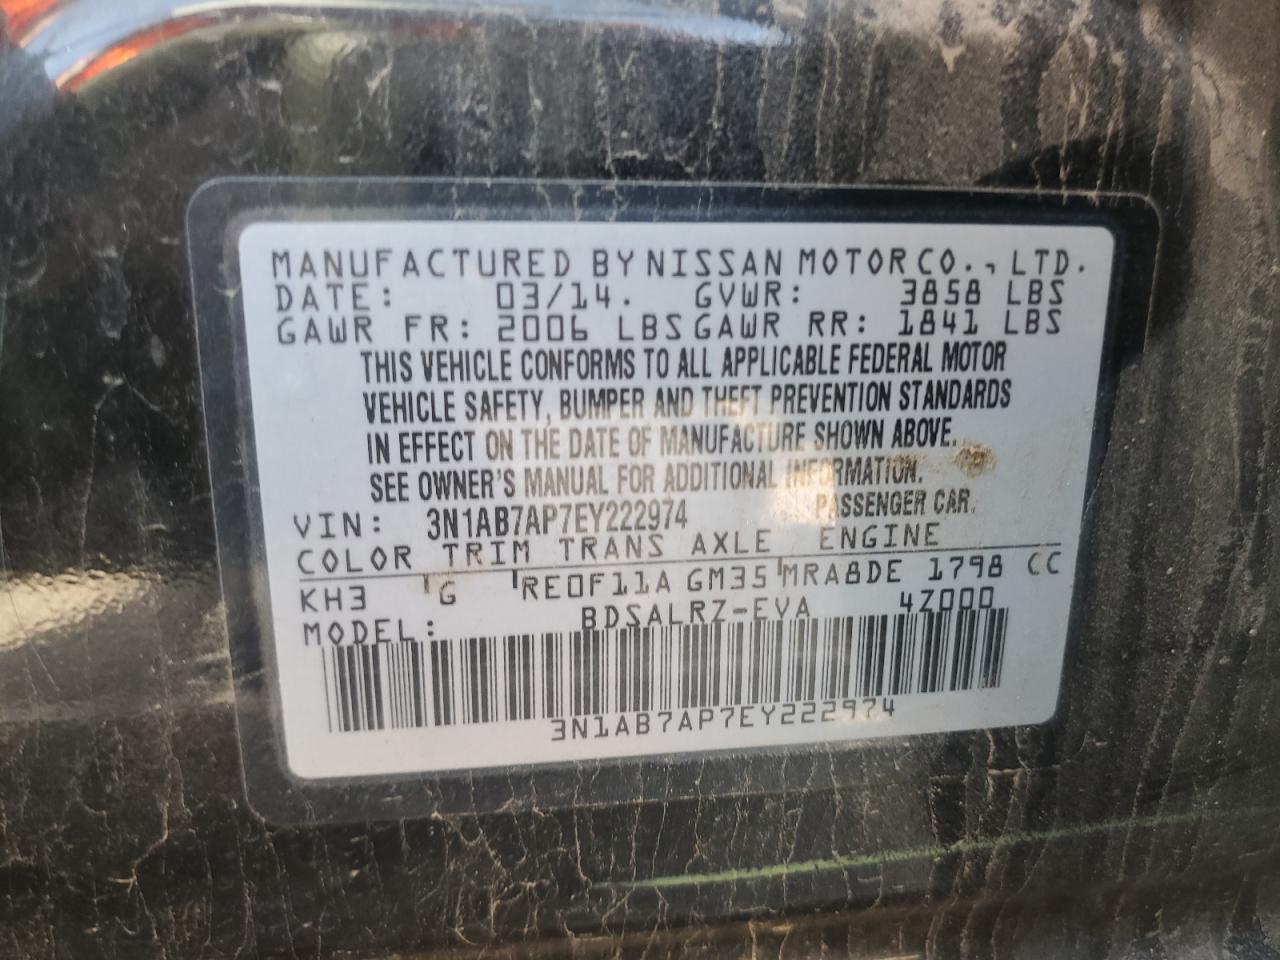 MANUFACTURED BY NISSAN MOTOR CO., LTD.
DATE: 03/14. GVWR: 3858 LBS
GAWR FR: 2006 LBS GAWR RR: 1841 LBS
THIS VEHICLE CONFORMS TO ALL APPLICABLE FEDERAL MOTOR
VEHICLE SAFETY, BUMPER AND THEFT PREVENTION STANDARDS
IN EFFECT ON THE DATE OF MANUFACTURE SHOWN ABOVE.
SEE OWNER'S MANUAL FOR ADDITIONAL INFORMATION.
PASSENGER CAR.
VIN: 3N1AB7AP7EY222974
COLOR TRIM TRANS AXLE ENGINE
KH3 G RE0F11A GM35 MRA8DE 1798 CC
MODEL: BDSALRZ-EVA 4Z000
3N1AB7AP7EY222974